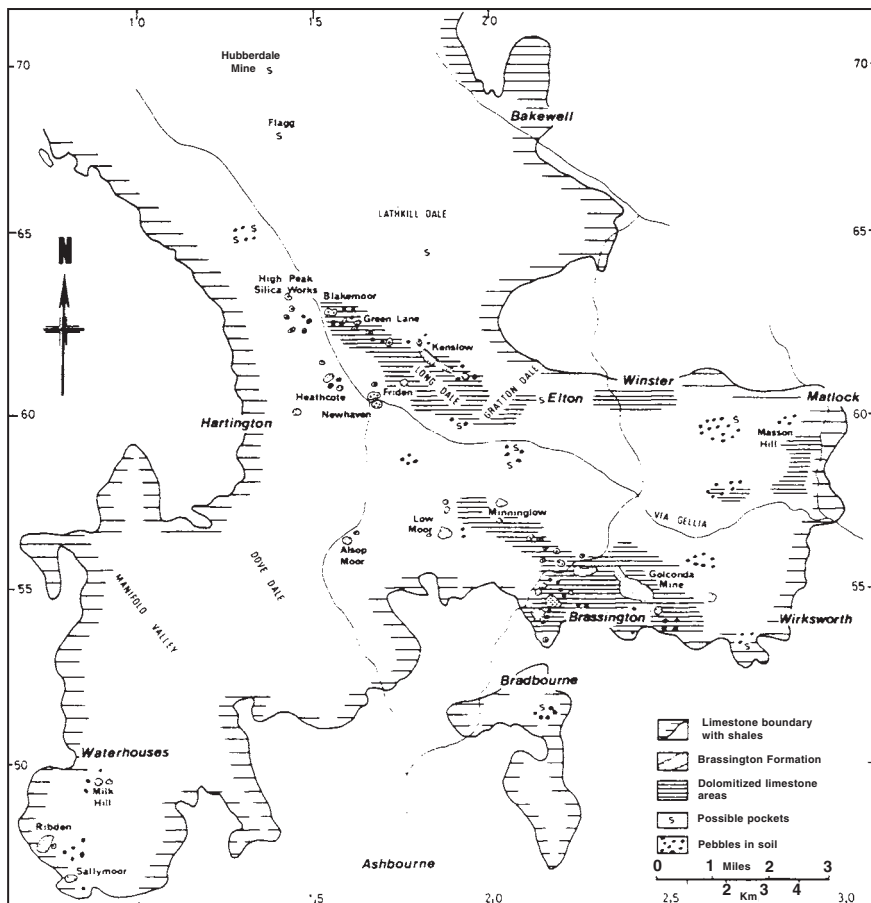 1·0
1·5
2·0
70
70
Hubberdale
Mine
S
Flagg
S
Bakewell
LATHKILL DALE
65
65
S
S
S
S
N
High Peak
Silica Works
Blakemoor
Green Lane
Kenslow
LONG DALE
GRATTON DALE
Winster
S
Elton
Matlock
Heathcote
Friden
Newhaven
60
60
Hartington
S
S
Masson
Hill
S
S
Low
Moor
Minninglow
VIA GELLIA
Alsop
Moor
MANIFOLD VALLEY
DOVE DALE
Golconda
Mine
55
55
Brassington
Wirksworth
S
Bradbourne
S
Limestone boundary
with shales
Waterhouses
50
Brassington Formation
Milk
Hill
Dolomitized limestone
areas
Ribden
S
Possible pockets
Pebbles in soil
Sallymoor
Ashbourne
0 1 Miles 2 3
Km 2 3 4
1,5
2.0
2,5
3,0